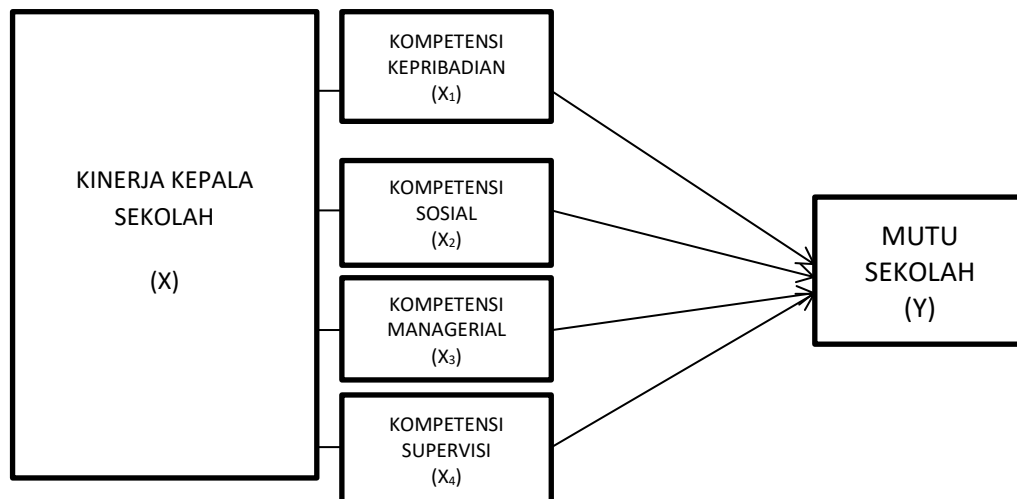 KINERJA KEPALA
SEKOLAH
(X)
KOMPETENSI
KEPRIBADIAN
(X₁)
KOMPETENSI
SOSIAL
(X₂)
KOMPETENSI
MANAGERIAL
(X₃)
KOMPETENSI
SUPERVISI
(X₄)
MUTU
SEKOLAH
(Y)